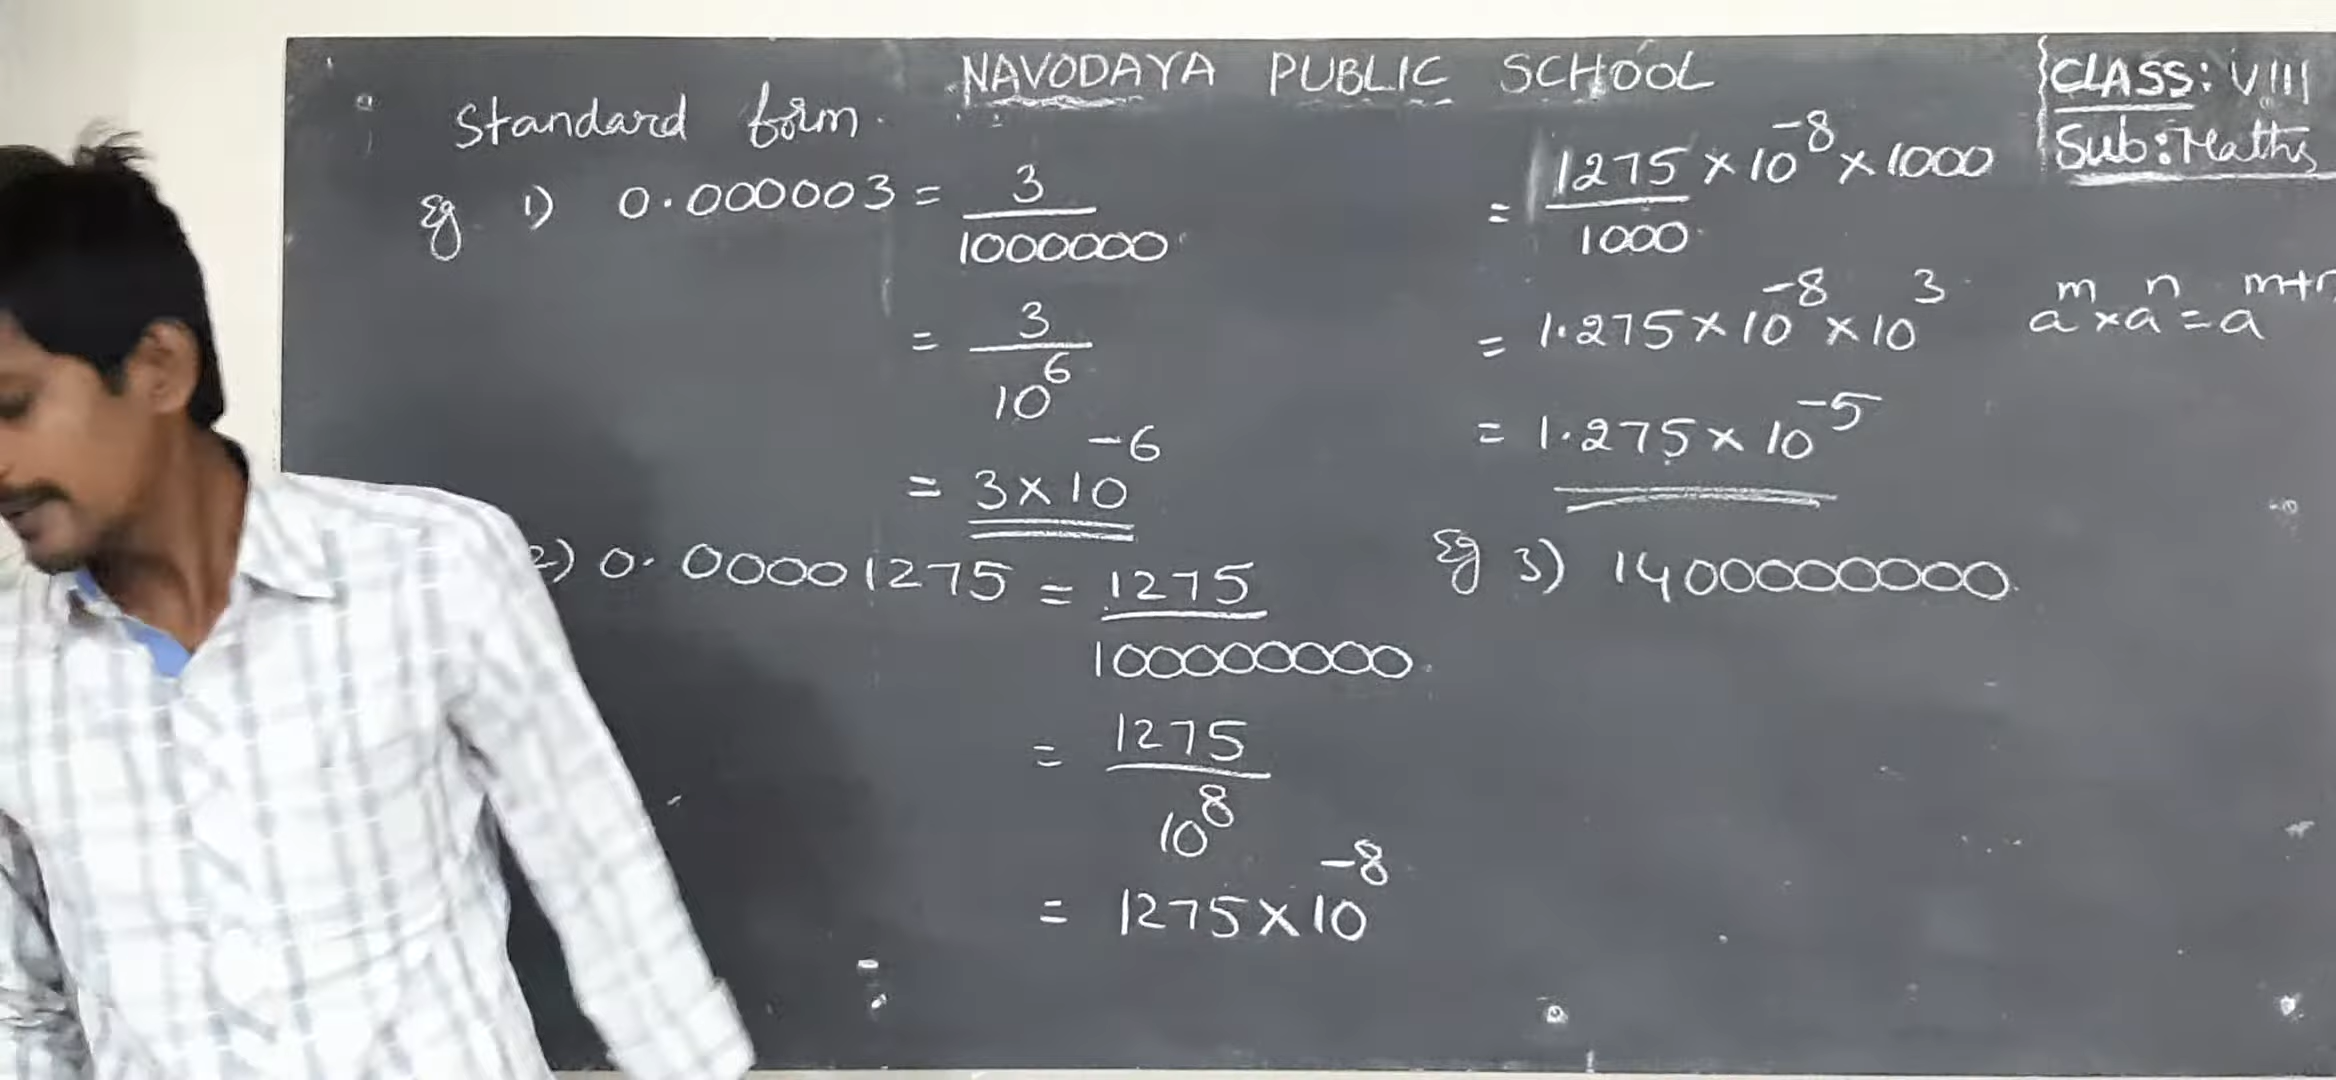 NAVODAYA PUBLIC SCHOOL
CLASS: VIII
Sub: Maths
Standard form.
Eg 1) 0.000003 = 3/1000000
= 3/10^6
= 3×10^-6
2) 0.00001275 = 1275/100000000
= 1275/10^8
= 1275×10^-8
= 1275/1000 ×10^-8 ×1000
= 1.275×10^-8×10^3 a^m×a^n=a^m+n
= 1.275×10^-5
Eg 3) 14000000000